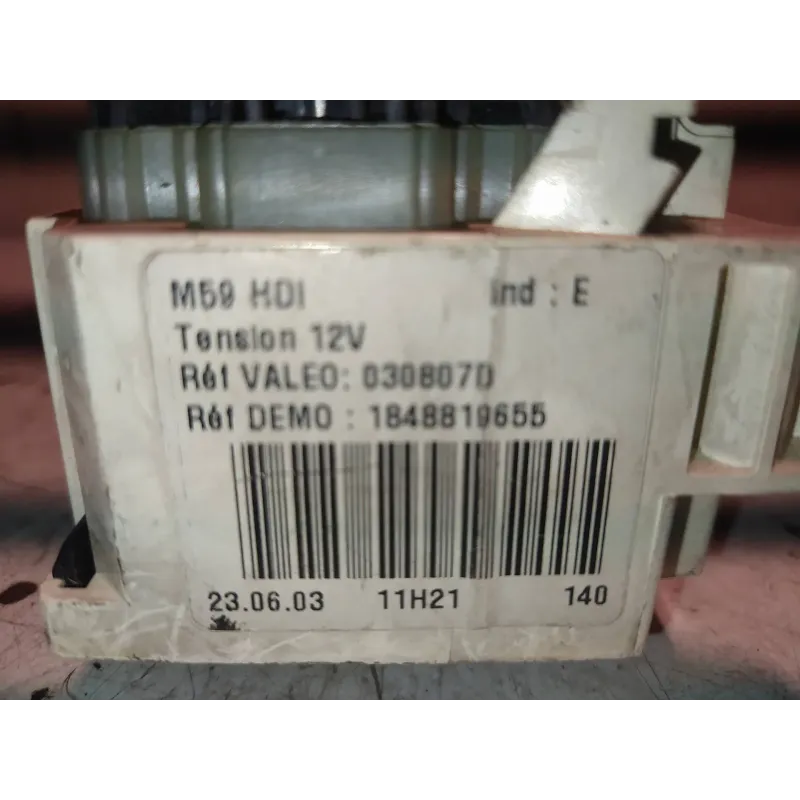 M59 HDI ind : E
Tension 12V
Réf VALEO: 030807D
Réf DEMO : 1848819655
23.06.03 11H21 140